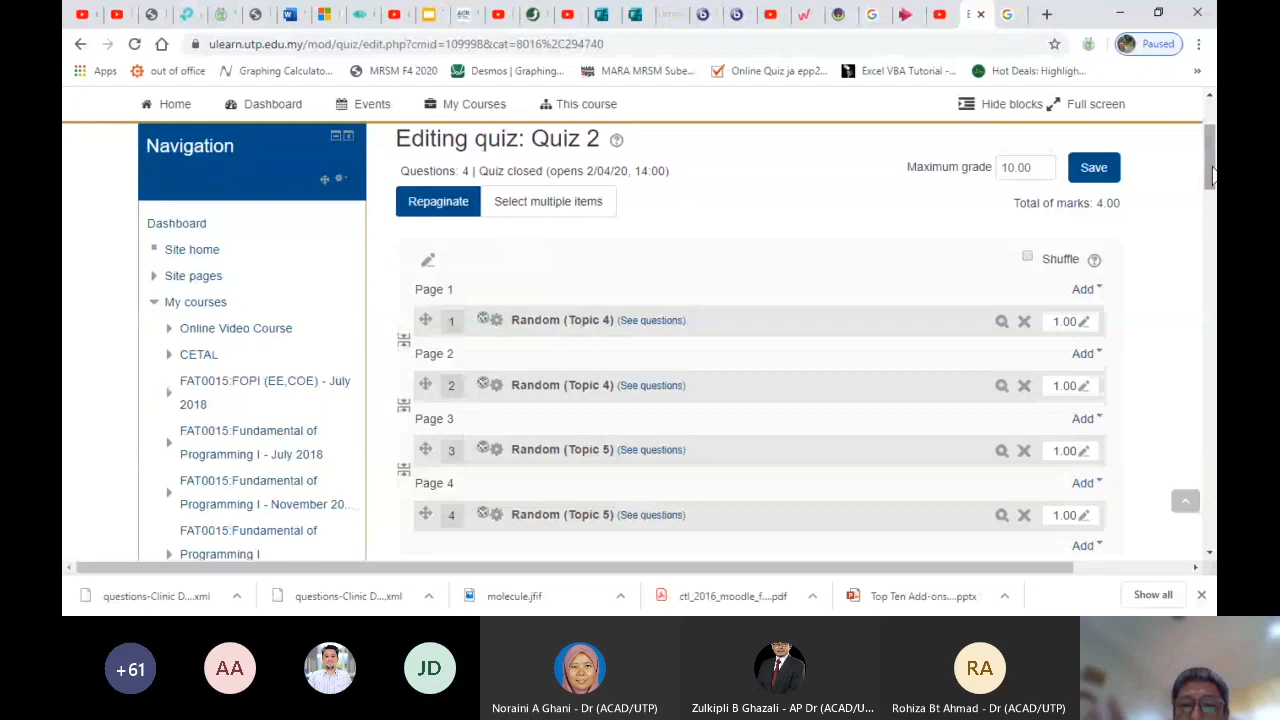 ulearn.utp.edu.my/mod/quiz/edit.php?cmid=109998&cat=8016%2C294740
Paused
Apps
out of office
Graphing Calculato...
MRSM F4 2020
Desmos | Graphing...
MARA MRSM Sube...
Online Quiz ja epp2...
Excel VBA Tutorial -...
Hot Deals: Highligh...
»
Home
Dashboard
Events
My Courses
This course
Hide blocks
Full screen
Navigation
Dashboard
Site home
Site pages
My courses
Online Video Course
CETAL
FAT0015:FOPI (EE,COE) - July
2018
FAT0015:Fundamental of
Programming I - July 2018
FAT0015:Fundamental of
Programming I - November 20...
FAT0015:Fundamental of
Programming I
Editing quiz: Quiz 2
Questions: 4 | Quiz closed (opens 2/04/20, 14:00)
Maximum grade 10.00 Save
Repaginate Select multiple items
Total of marks: 4.00
Shuffle
Page 1 Add
1 Random (Topic 4) (See questions) 1.00
Page 2 Add
2 Random (Topic 4) (See questions) 1.00
Page 3 Add
3 Random (Topic 5) (See questions) 1.00
Page 4 Add
4 Random (Topic 5) (See questions) 1.00
Add
questions-Clinic D....xml
questions-Clinic D....xml
molecule.jfif
ctl_2016_moodle_f....pdf
Top Ten Add-ons....pptx
Show all
+61
AA
JD
RA
Noraini A Ghani - Dr (ACAD/UTP)
Zulkipli B Ghazali - AP Dr (ACAD/U...
Rohiza Bt Ahmad - Dr (ACAD/UTP)